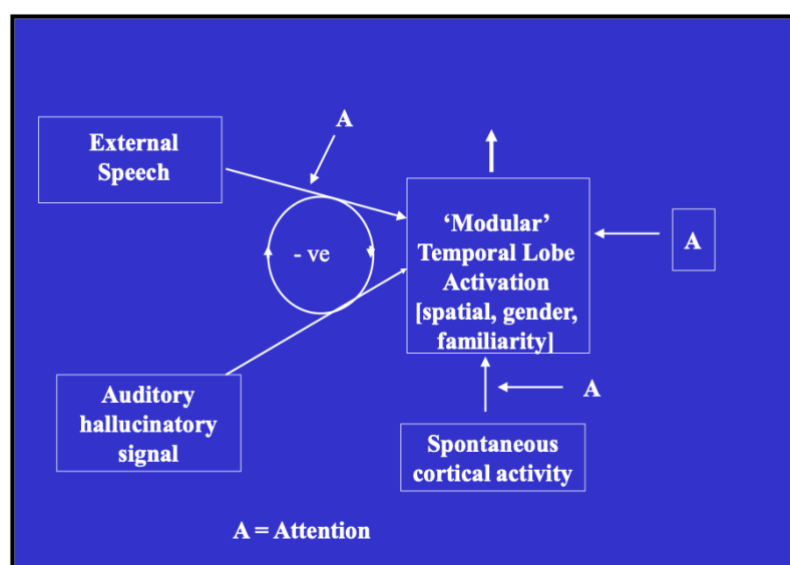 A
External
Speech
- ve
‘Modular’
Temporal Lobe
Activation
[spatial, gender,
familiarity]
A
Auditory
hallucinatory
signal
A
Spontaneous
cortical activity
A = Attention